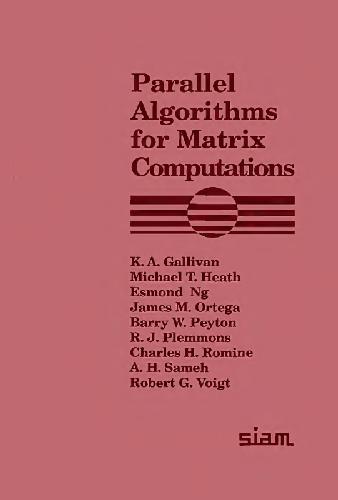 Parallel
Algorithms
for Matrix
Computations
K. A. Gallivan
Michael T. Heath
Esmond Ng
James M. Ortega
Barry W. Peyton
R. J. Plemmons
Charles H. Romine
A. H. Sameh
Robert G. Voigt
siam